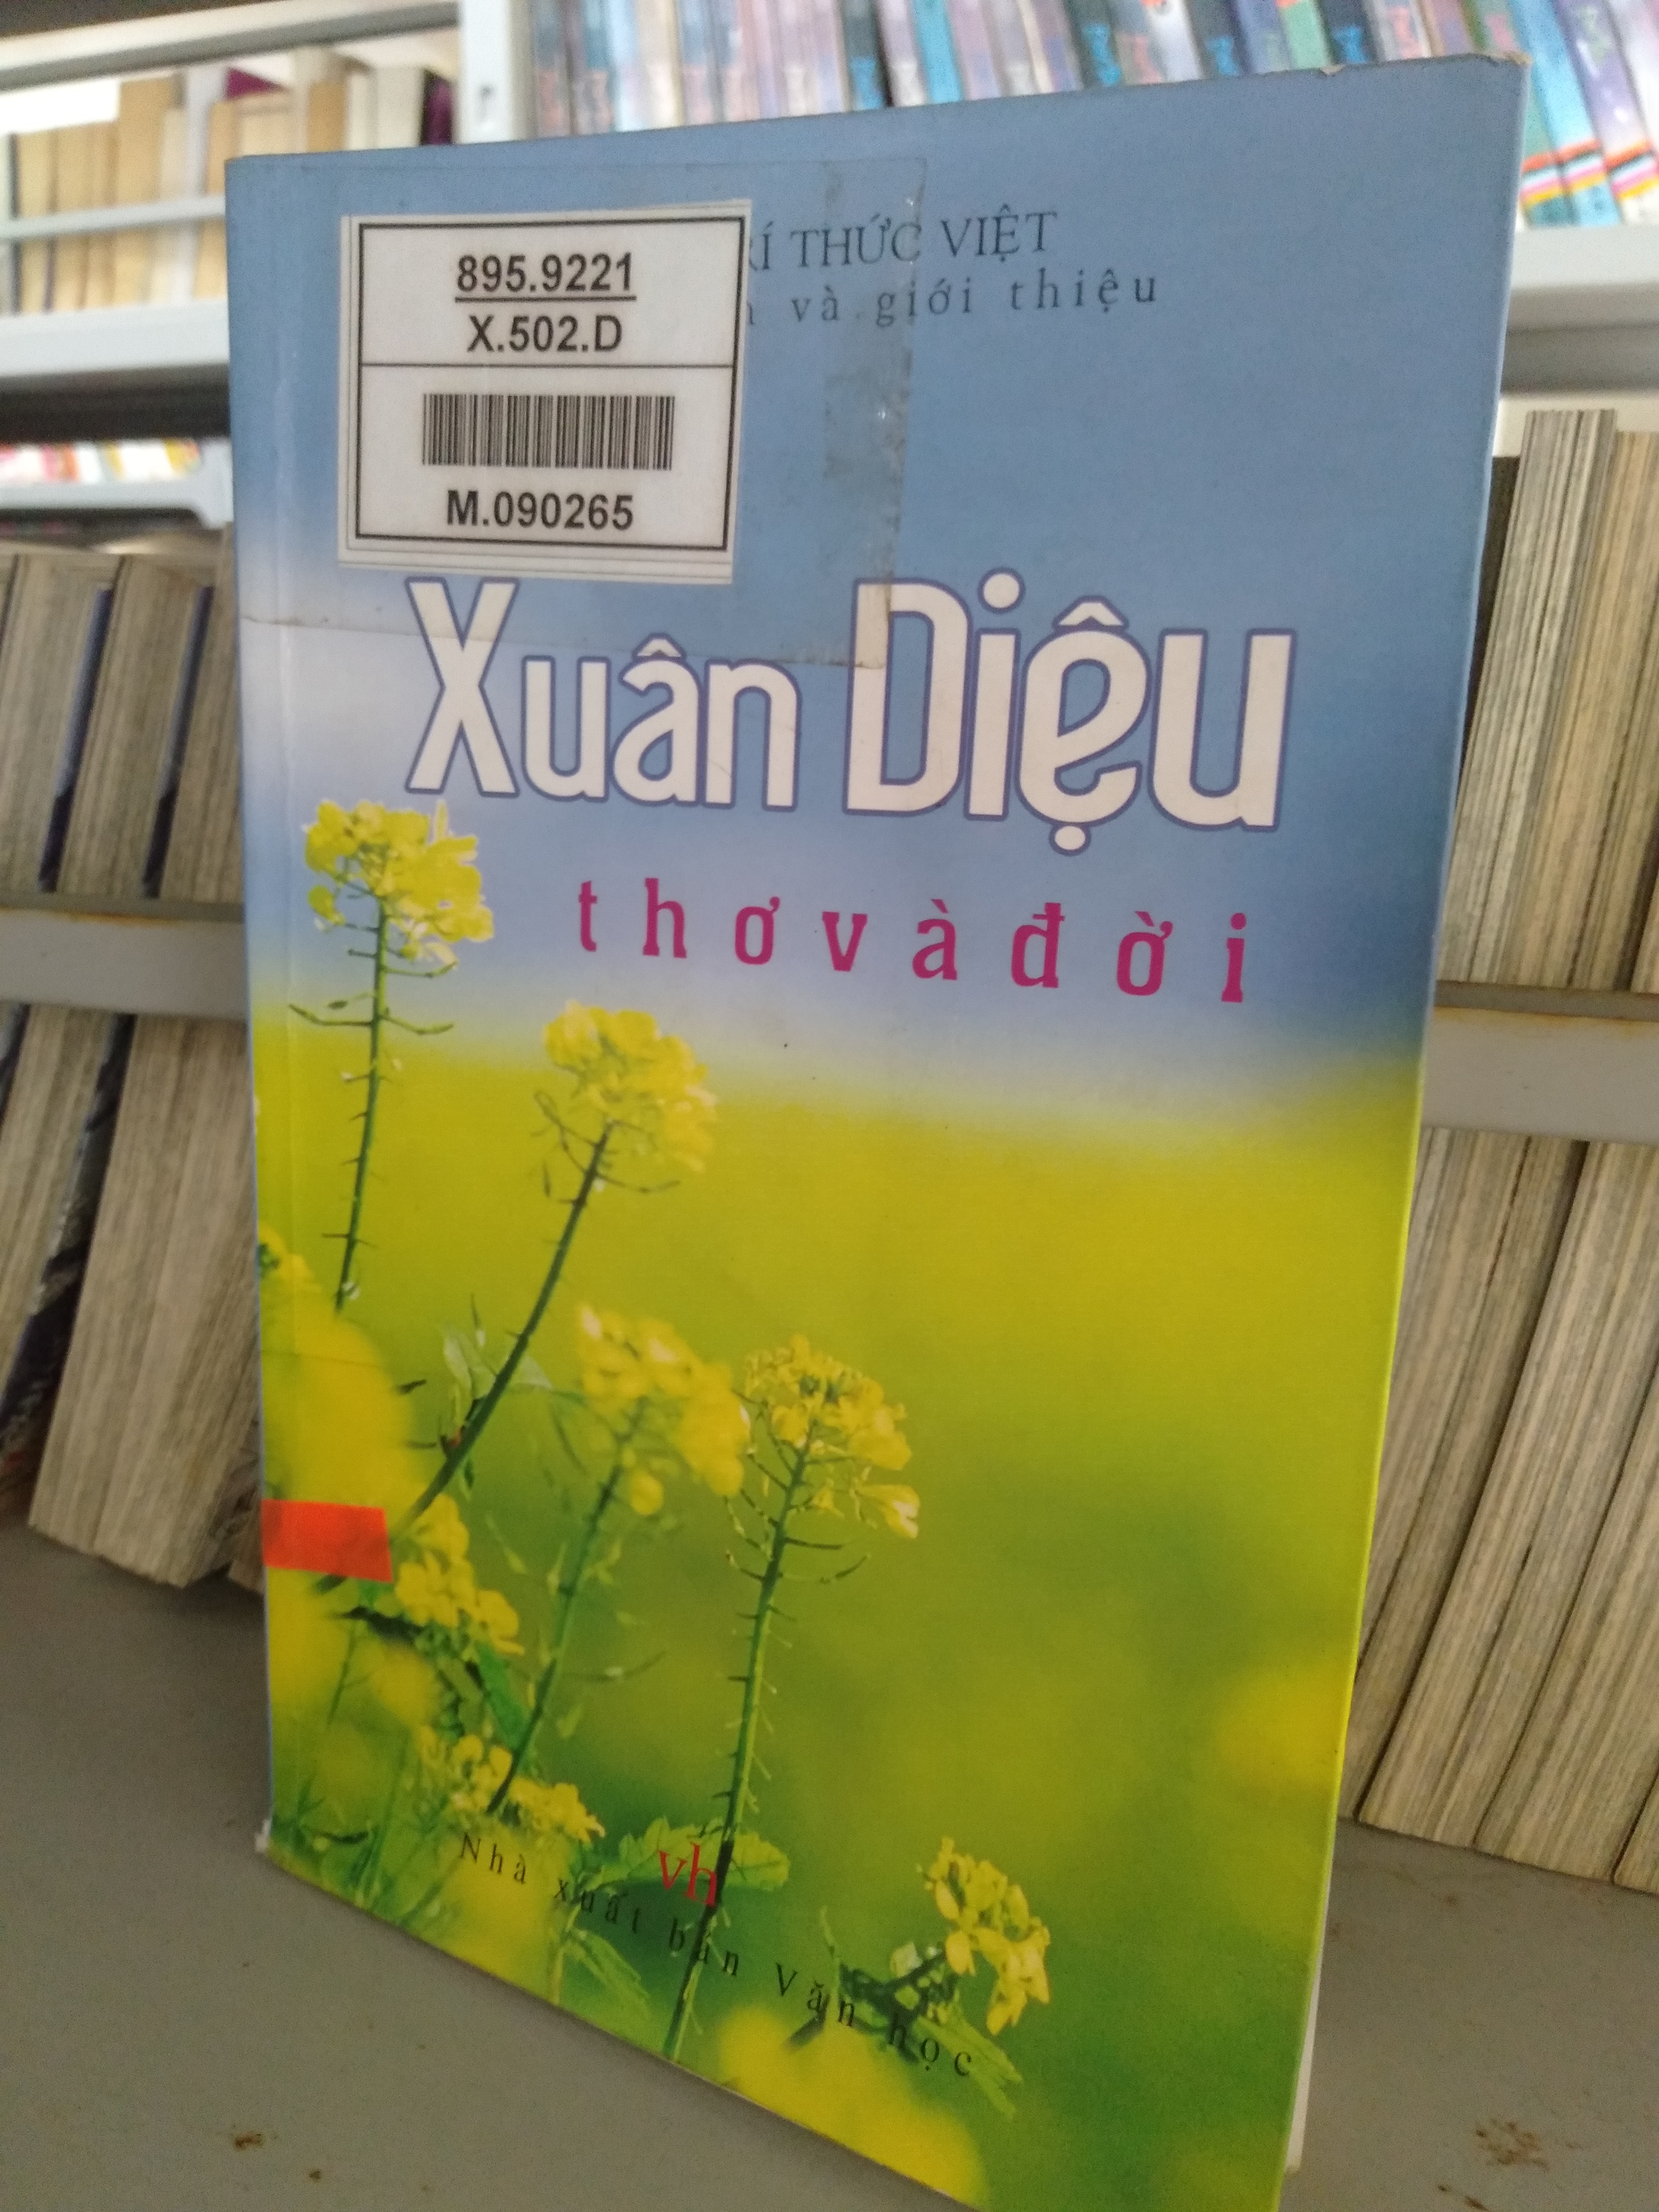 895.9221
X.502.D
M.090265
THỨC VIỆT
và giới thiệu
Xuân Diệu
thơ và đời
vh
Nhà xuất bản Văn học